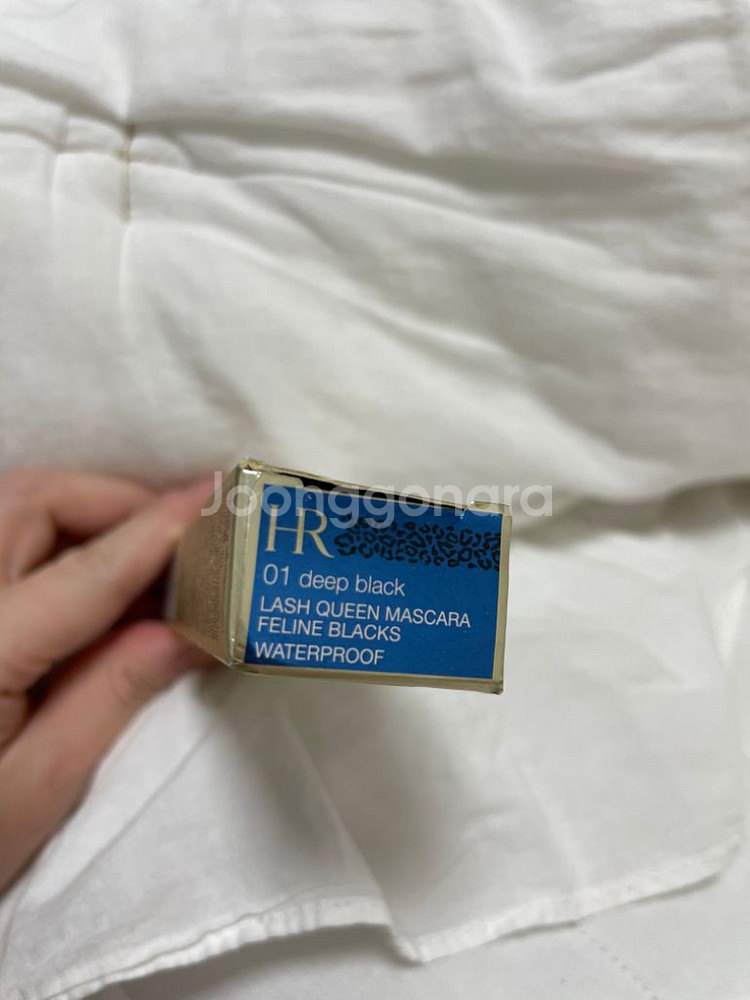 Joonggonara
HR
01 deep black
LASH QUEEN MASCARA
FELINE BLACKS
WATERPROOF